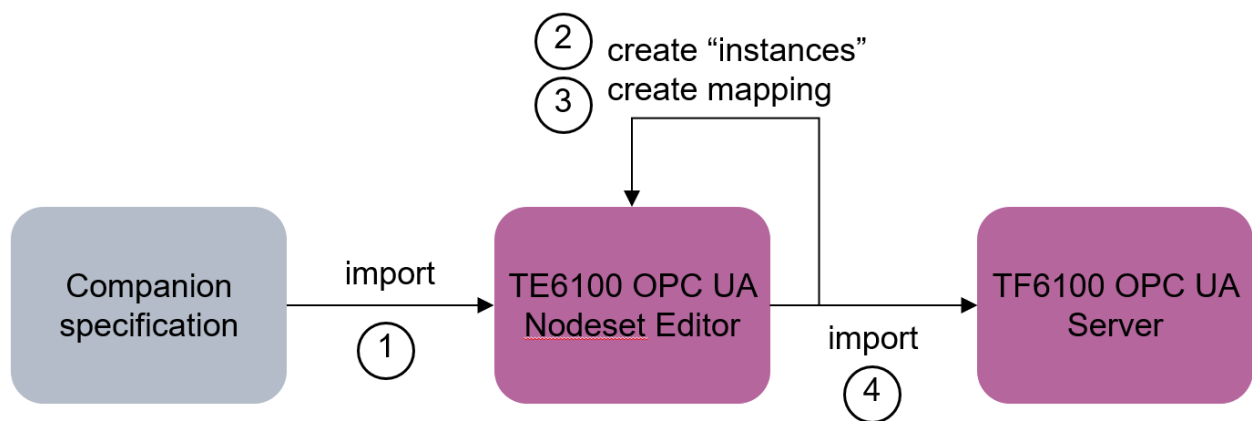 2 create “instances”
3 create mapping
Companion
specification
import
1
TE6100 OPC UA
Nodeset Editor
import
4
TF6100 OPC UA
Server